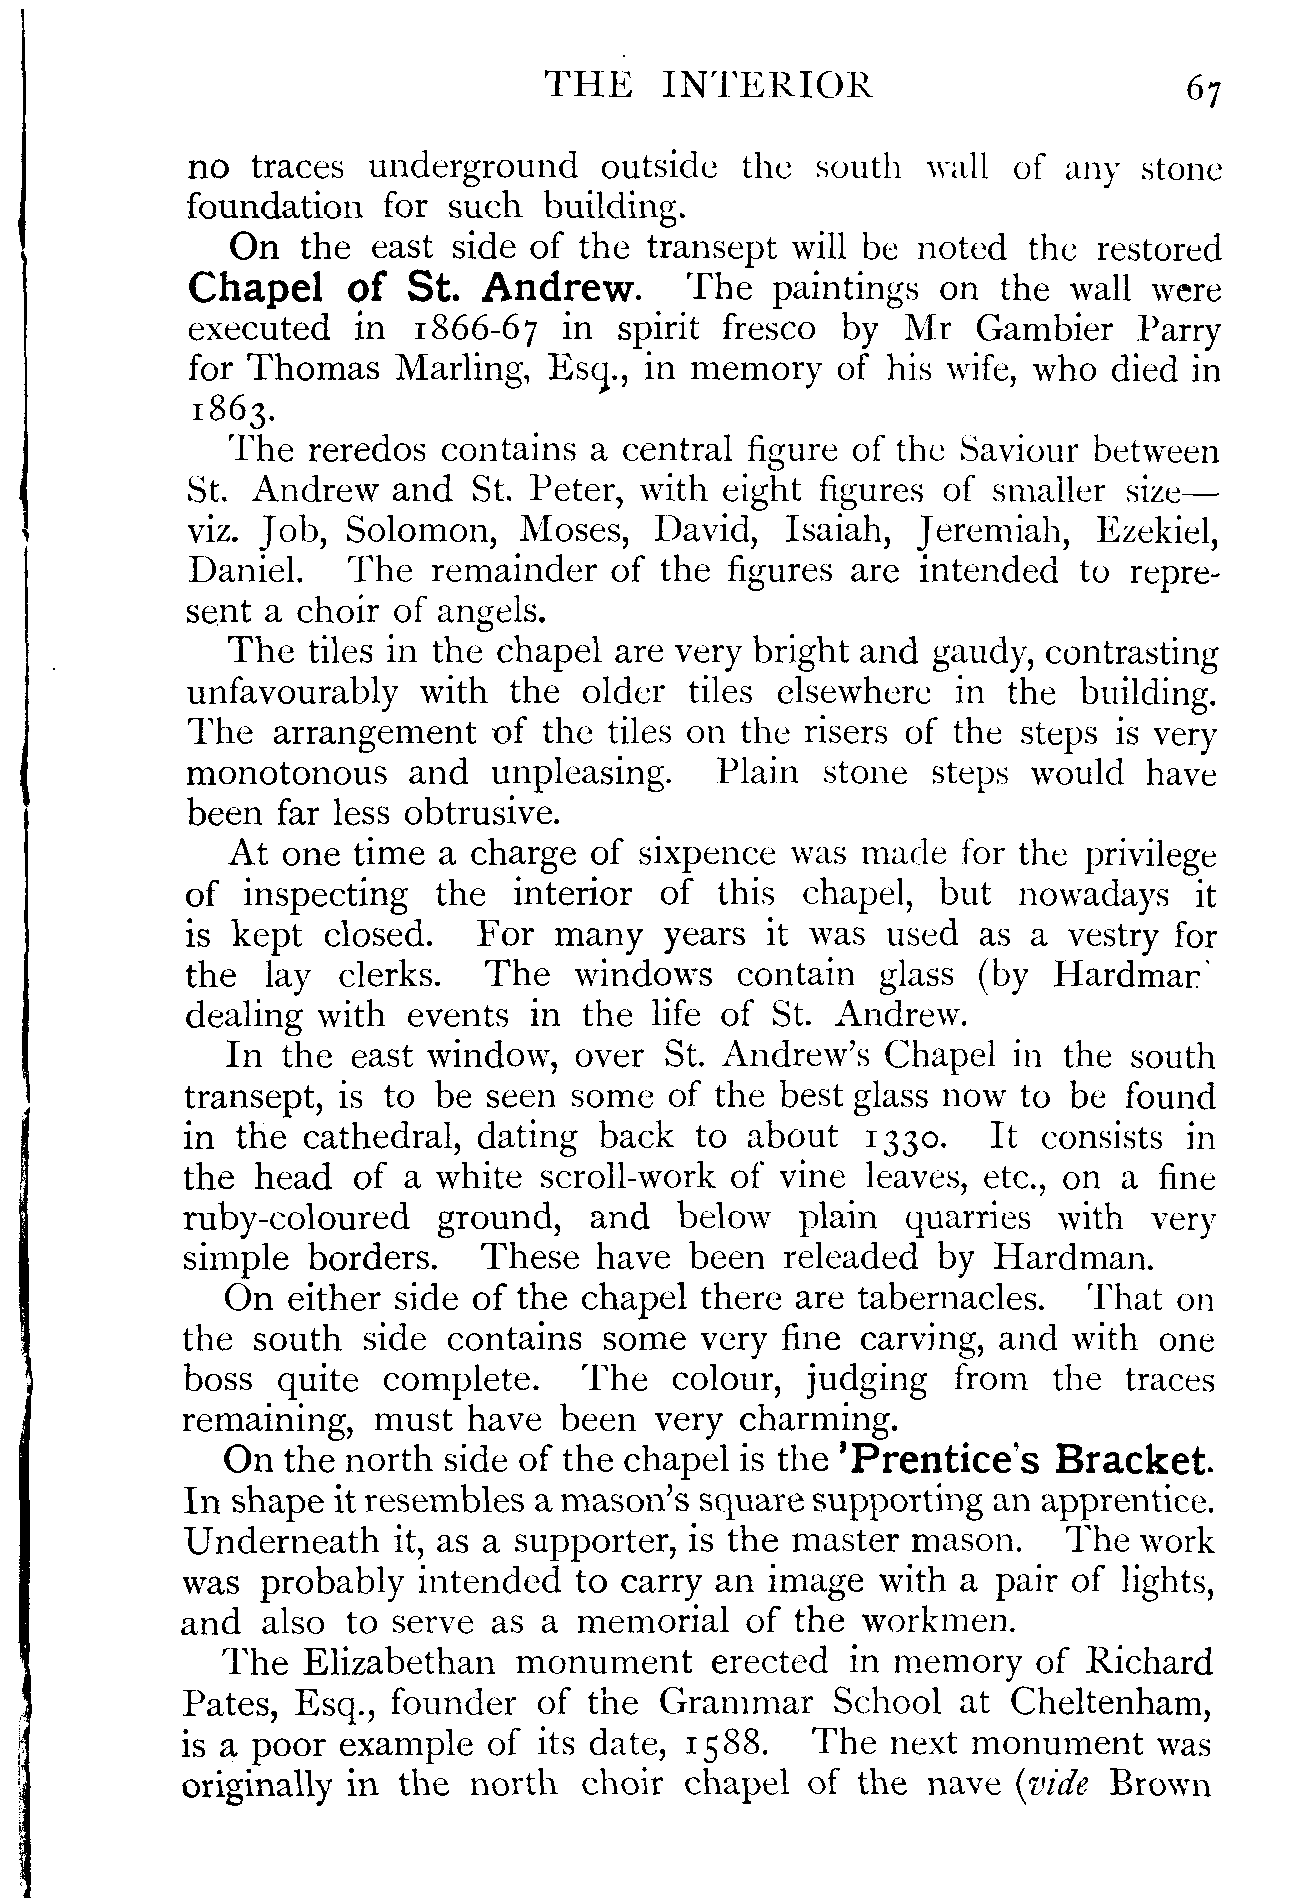 THE INTERIOR 67
no traces underground outside the south wall of any stone
foundation for such building.
On the east side of the transept will be noted the restored
Chapel of St. Andrew. The paintings on the wall were
executed in 1866-67 in spirit fresco by Mr Gambier Parry
for Thomas Marling, Esq., in memory of his wife, who died in
1863.
The reredos contains a central figure of the Saviour between
St. Andrew and St. Peter, with eight figures of smaller size—
viz. Job, Solomon, Moses, David, Isaiah, Jeremiah, Ezekiel,
Daniel. The remainder of the figures are intended to repre-
sent a choir of angels.
The tiles in the chapel are very bright and gaudy, contrasting
unfavourably with the older tiles elsewhere in the building.
The arrangement of the tiles on the risers of the steps is very
monotonous and unpleasing. Plain stone steps would have
been far less obtrusive.
At one time a charge of sixpence was made for the privilege
of inspecting the interior of this chapel, but nowadays it
is kept closed. For many years it was used as a vestry for
the lay clerks. The windows contain glass (by Hardman
dealing with events in the life of St. Andrew.
In the east window, over St. Andrew's Chapel in the south
transept, is to be seen some of the best glass now to be found
in the cathedral, dating back to about 1330. It consists in
the head of a white scroll-work of vine leaves, etc., on a fine
ruby-coloured ground, and below plain quarries with very
simple borders. These have been releaded by Hardman.
On either side of the chapel there are tabernacles. That on
the south side contains some very fine carving, and with one
boss quite complete. The colour, judging from the traces
remaining, must have been very charming.
On the north side of the chapel is the 'Prentice's Bracket.
In shape it resembles a mason's square supporting an apprentice.
Underneath it, as a supporter, is the master mason. The work
was probably intended to carry an image with a pair of lights,
and also to serve as a memorial of the workmen.
The Elizabethan monument erected in memory of Richard
Pates, Esq., founder of the Grammar School at Cheltenham,
is a poor example of its date, 1588. The next monument was
originally in the north choir chapel of the nave (vide Brown